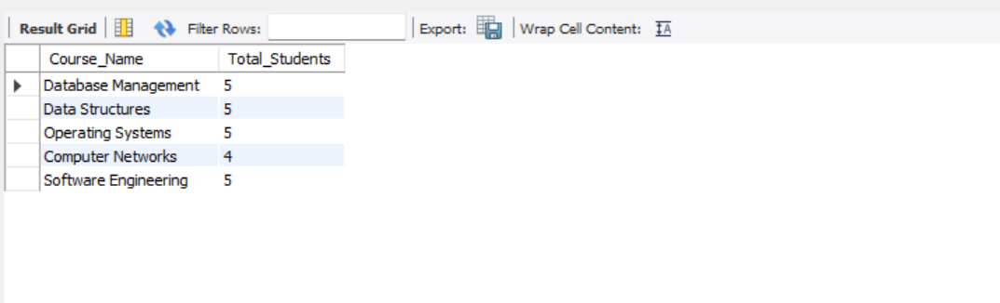 Result Grid Filter Rows: Export: Wrap Cell Content: IA
Course_Name Total_Students
Database Management 5
Data Structures 5
Operating Systems 5
Computer Networks 4
Software Engineering 5